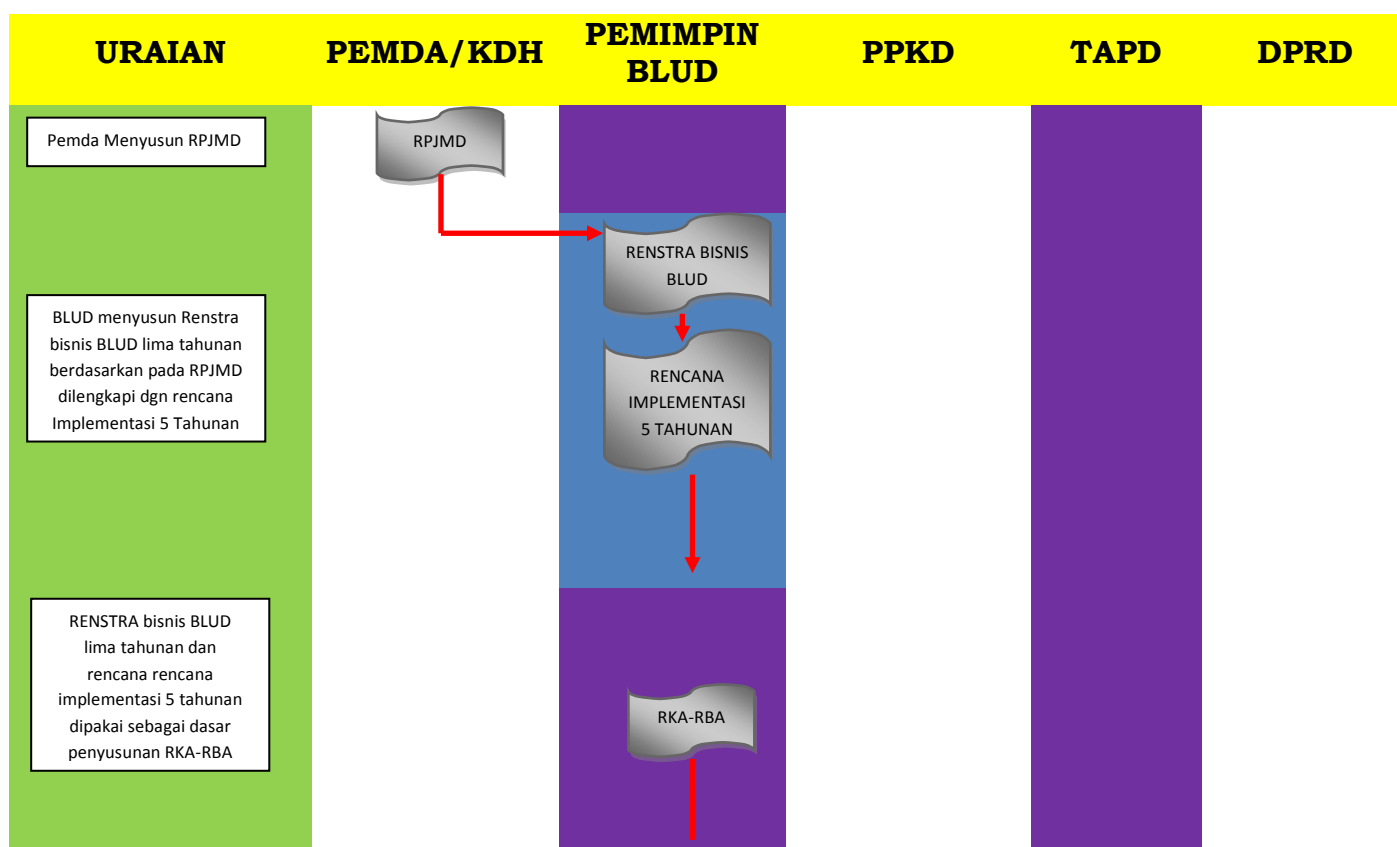 URAIAN
PEMDA/KDH
PEMIMPIN
BLUD
PPKD
TAPD
DPRD
Pemda Menyusun RPJMD
RPJMD
RENSTRA BISNIS
BLUD
BLUD menyusun Renstra
bisnis BLUD lima tahunan
berdasarkan pada RPJMD
dilengkapi dgn rencana
Implementasi 5 Tahunan
RENCANA
IMPLEMENTASI
5 TAHUNAN
RENSTRA bisnis BLUD
lima tahunan dan
rencana rencana
implementasi 5 tahunan
dipakai sebagai dasar
penyusunan RKA-RBA
RKA-RBA